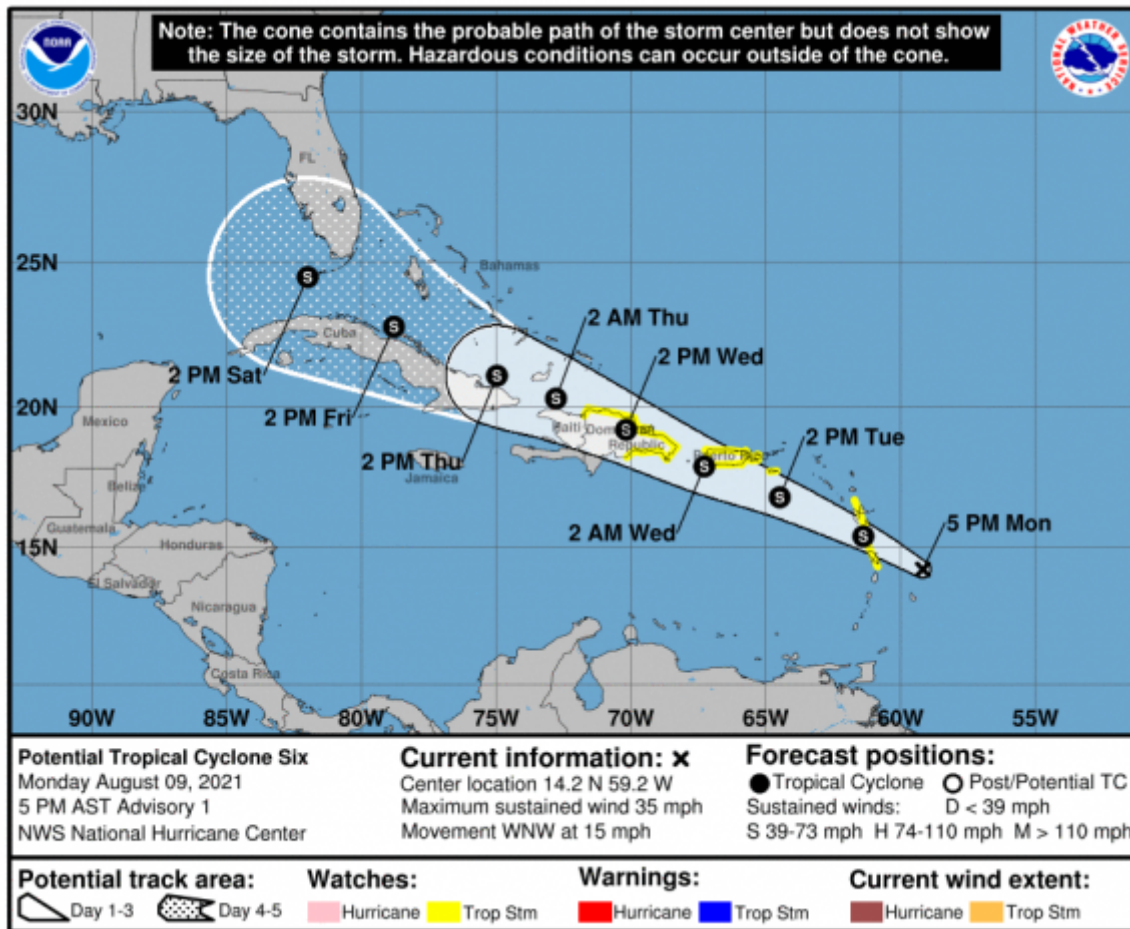 Note: The cone contains the probable path of the storm center but does not show
the size of the storm. Hazardous conditions can occur outside of the cone.
NOAA
NATIONAL WEATHER SERVICE
30N
25N
20N
15N
FL
Bahamas
Cuba
Mexico
Belize
Guatemala
Honduras
El Salvador
Nicaragua
Costa Rica
Jamaica
Haiti
Dominican
Republic
Puerto Rico
2 PM Sat
2 PM Fri
2 PM Thu
2 AM Thu
2 PM Wed
2 AM Wed
2 PM Tue
5 PM Mon
S
S
S
S
S
S
S
S
90W 85W 80W 75W 70W 65W 60W 55W
Potential Tropical Cyclone Six
Monday August 09, 2021
5 PM AST Advisory 1
NWS National Hurricane Center
Current information: x
Center location 14.2 N 59.2 W
Maximum sustained wind 35 mph
Movement WNW at 15 mph
Forecast positions:
Tropical Cyclone Post/Potential TC
Sustained winds: D < 39 mph
S 39-73 mph H 74-110 mph M > 110 mph
Potential track area:
Day 1-3 Day 4-5
Watches:
Hurricane Trop Stm
Warnings:
Hurricane Trop Stm
Current wind extent:
Hurricane Trop Stm